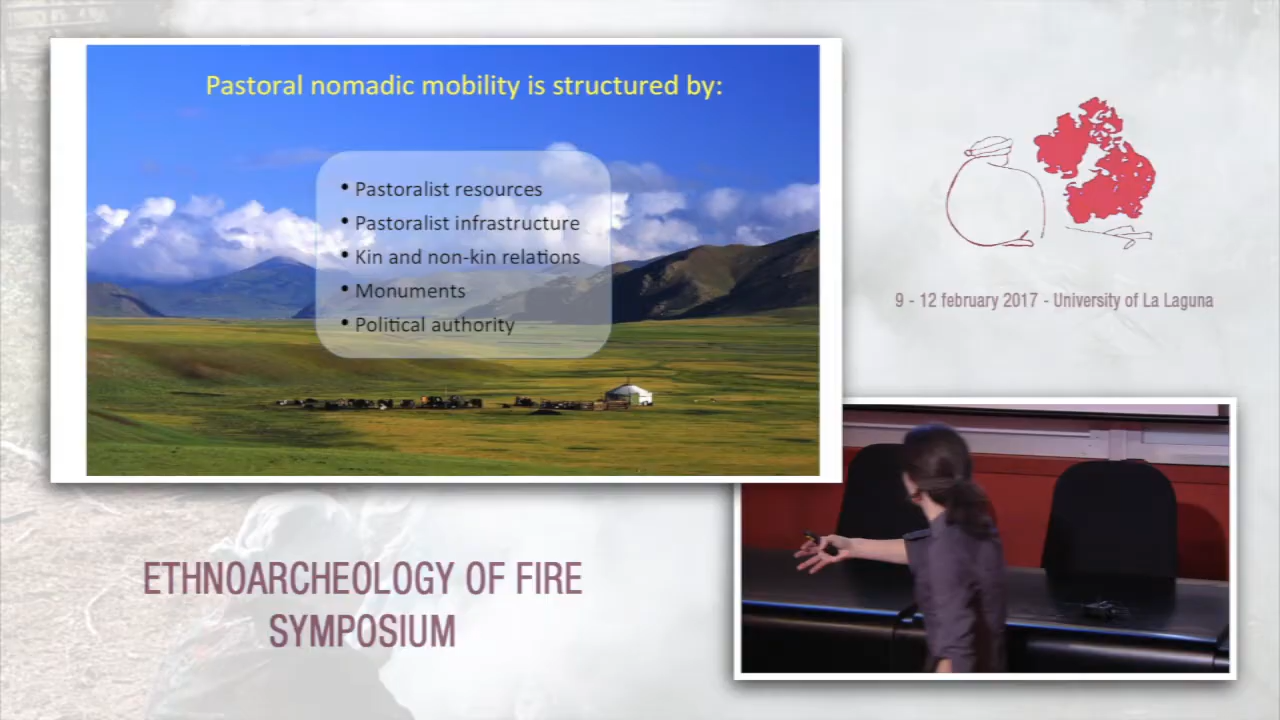 Pastoral nomadic mobility is structured by:
• Pastoralist resources
• Pastoralist infrastructure
• Kin and non-kin relations
• Monuments
• Political authority
9 - 12 february 2017 - University of La Laguna
ETHNOARCHEOLOGY OF FIRE
SYMPOSIUM